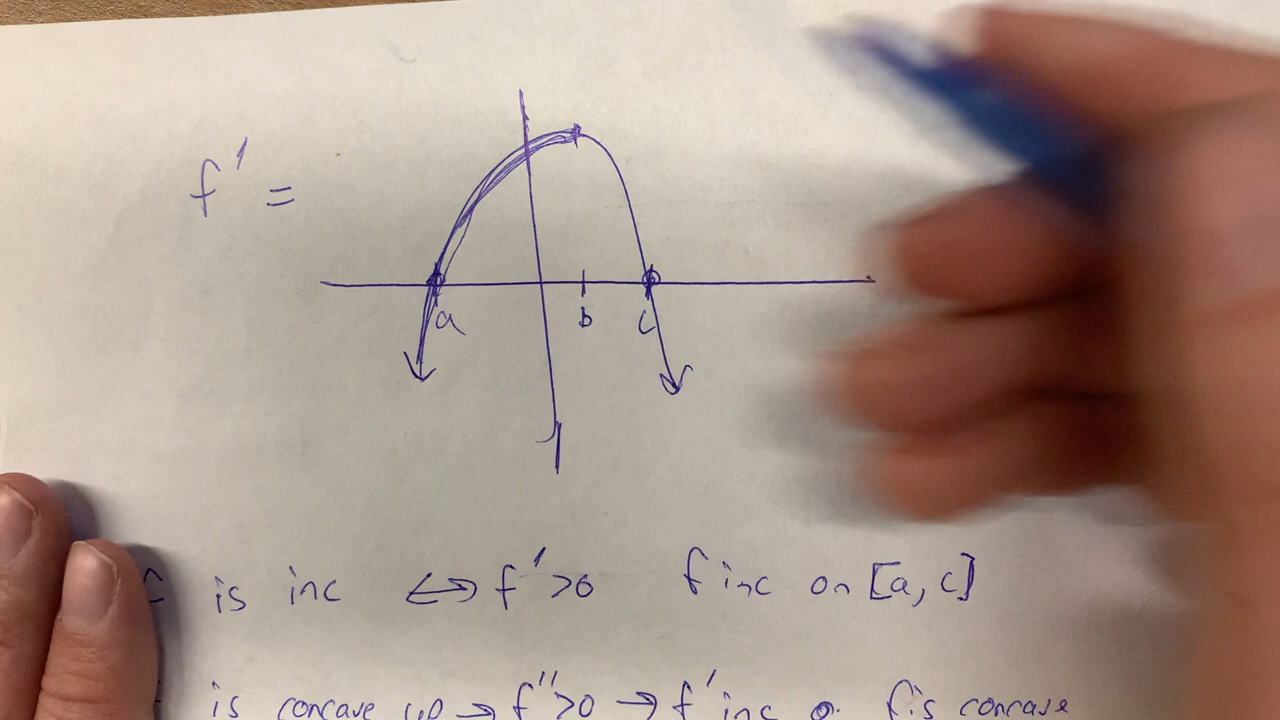 f' =
a b c
is inc ⟺ f'>0 f inc on [a, c]
is concave up → f''>0 → f' inc f is concave